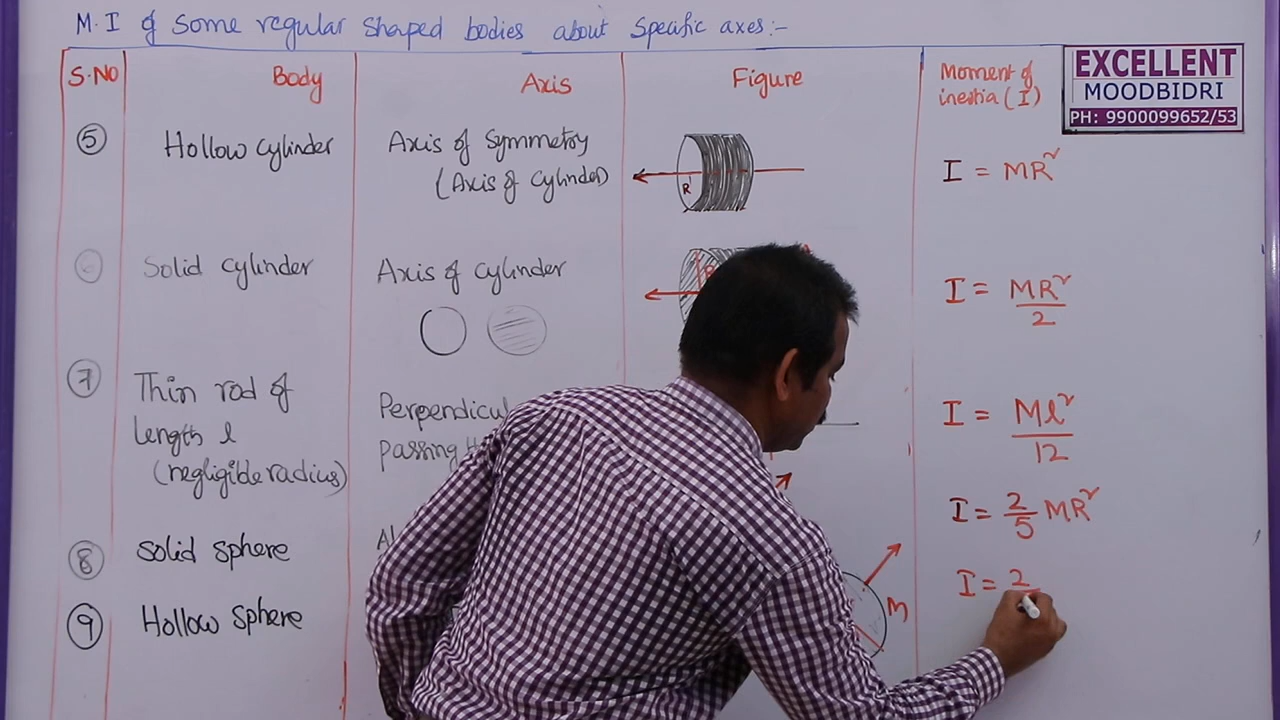 M.I of Some regular shaped bodies about Specific axes:-
S.No Body Axis Figure Moment of inertia (I)
EXCELLENT
MOODBIDRI
PH: 9900099652/53
5 Hollow cylinder Axis of Symmetry
(Axis of Cylinder)
R
I = MR²
6 Solid cylinder Axis of cylinder
R
I = MR²/2
7 Thin rod of
length l
(negligible radius)
passing
I = Ml²/12
8 Solid sphere
I = 2/5 MR²
9 Hollow sphere
M
I = 2